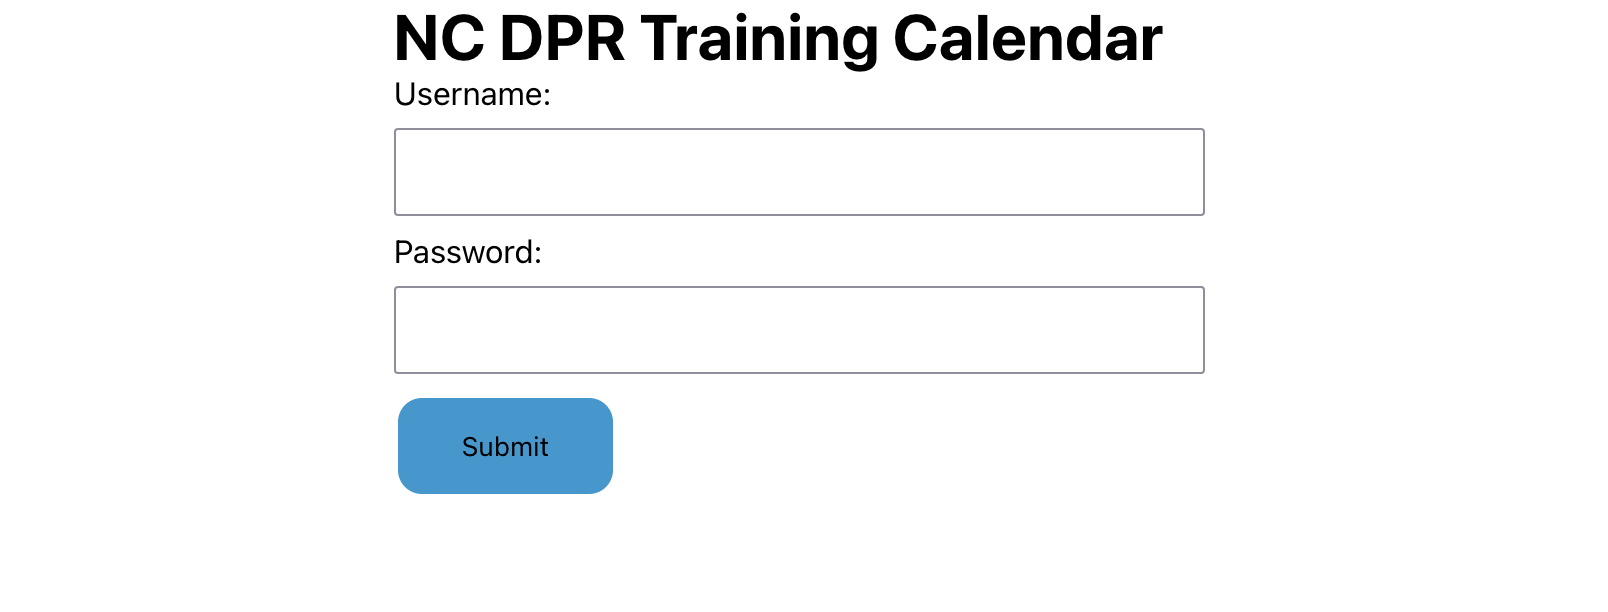 NC DPR Training Calendar
Username:
Password:
Submit